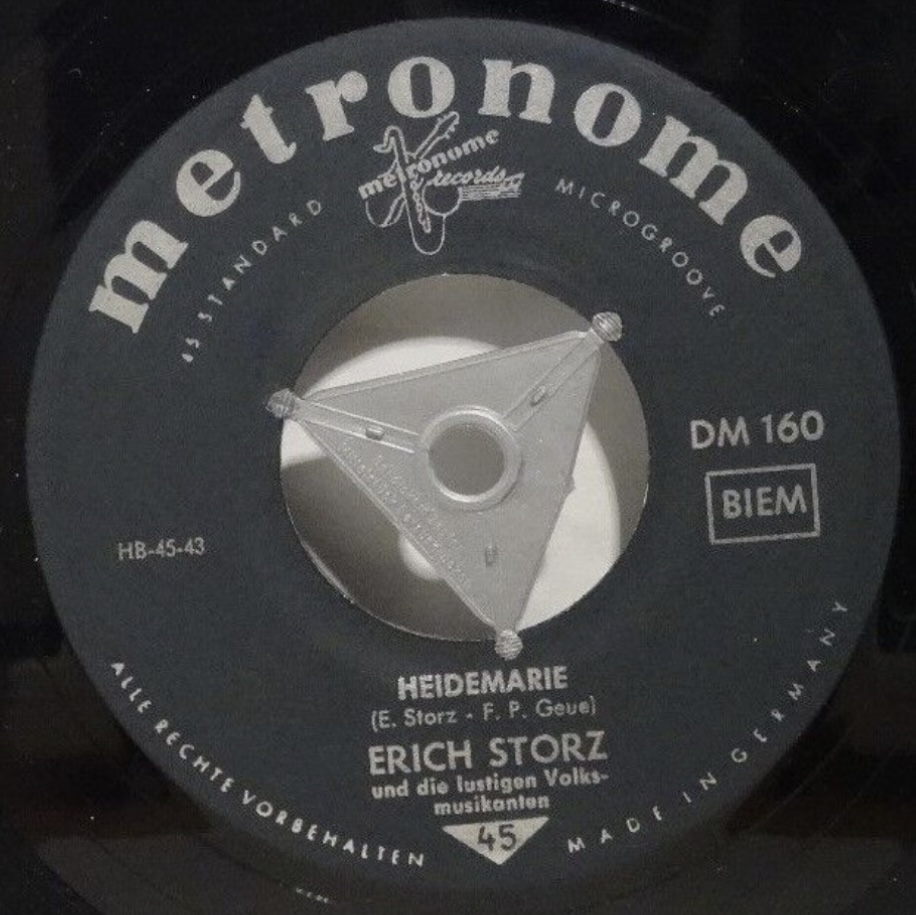 metronome
metronome
records
45 STANDARD
MICROGROOVE
DM 160
BIEM
HB-45-43
HEIDEMARIE
(E. Storz - F. P. Geue)
ERICH STORZ
und die lustigen Volks-
musikanten
45
ALLE RECHTE VORBEHALTEN
MADE IN GERMANY